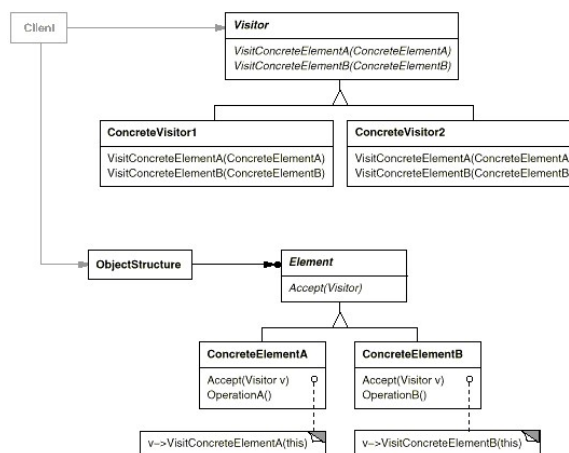 Client
Visitor
VisitConcreteElementA(ConcreteElementA)
VisitConcreteElementB(ConcreteElementB)
ConcreteVisitor1
VisitConcreteElementA(ConcreteElementA)
VisitConcreteElementB(ConcreteElementB)
ConcreteVisitor2
VisitConcreteElementA(ConcreteElementA
VisitConcreteElementB(ConcreteElementB
ObjectStructure
Element
Accept(Visitor)
ConcreteElementA
Accept(Visitor v)
OperationA()
ConcreteElementB
Accept(Visitor v)
OperationB()
v->VisitConcreteElementA(this)
v->VisitConcreteElementB(this)